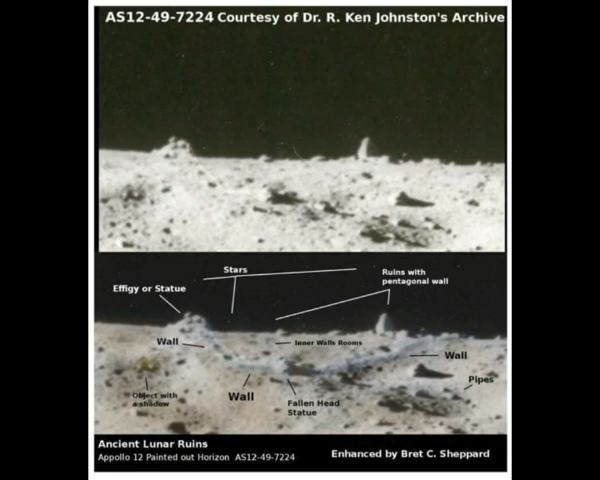 AS12-49-7224 Courtesy of Dr. R. Ken Johnston's Archive
Stars
Ruins with
pentagonal wall
Effigy or Statue
Wall
Inner Walls Rooms
Wall
Pipes
Object with
a shadow
Wall
Fallen Head
Statue
Ancient Lunar Ruins
Appollo 12 Painted out Horizon AS12-49-7224
Enhanced by Bret C. Sheppard